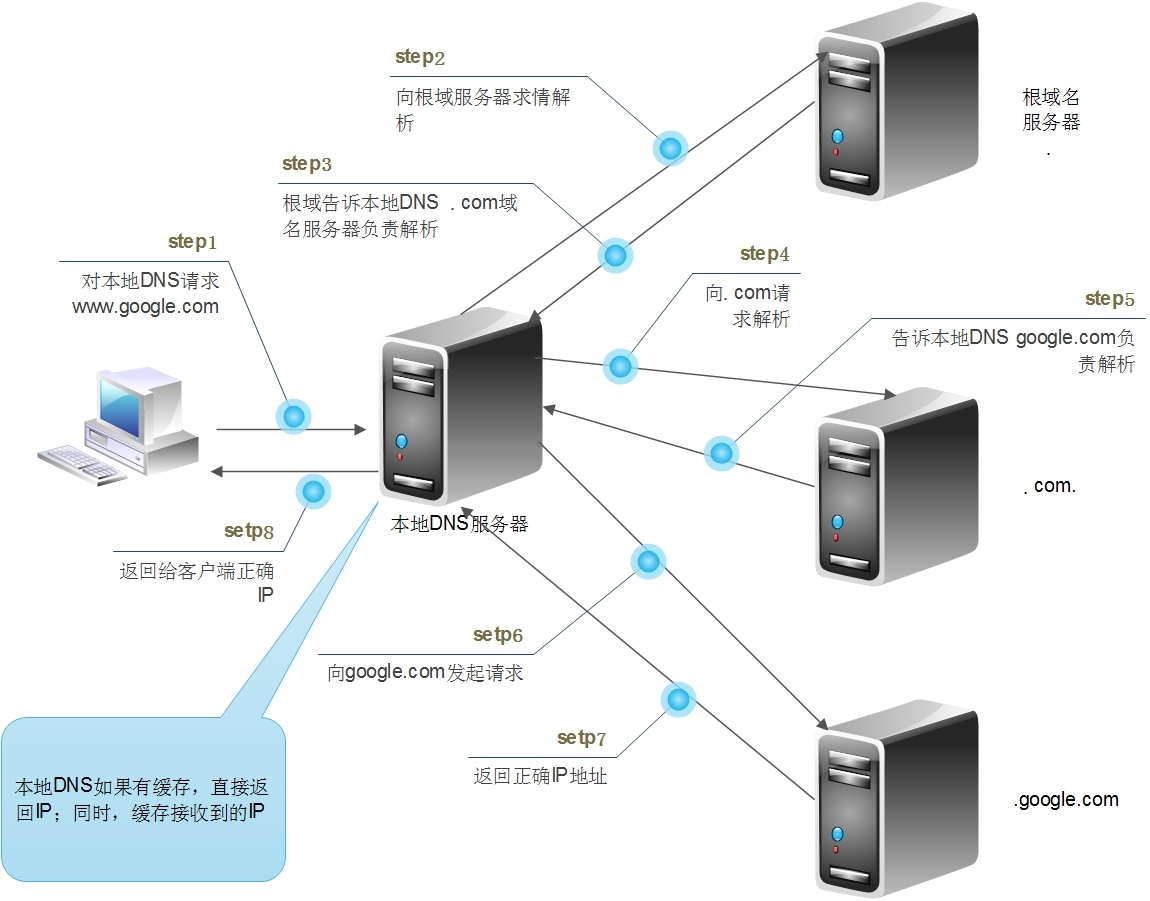 step2
向根域服务器求情解
析
根域名
服务器
.
step3
根域告诉本地DNS . com域
名服务器负责解析
step1
对本地DNS请求
www.google.com
step4
向. com请
求解析
step5
告诉本地DNS google.com负
责解析
. com.
本地DNS服务器
setp8
返回给客户端正确
IP
setp6
向google.com发起请求
setp7
返回正确IP地址
本地DNS如果有缓存，直接返
回IP；同时，缓存接收到的IP
.google.com